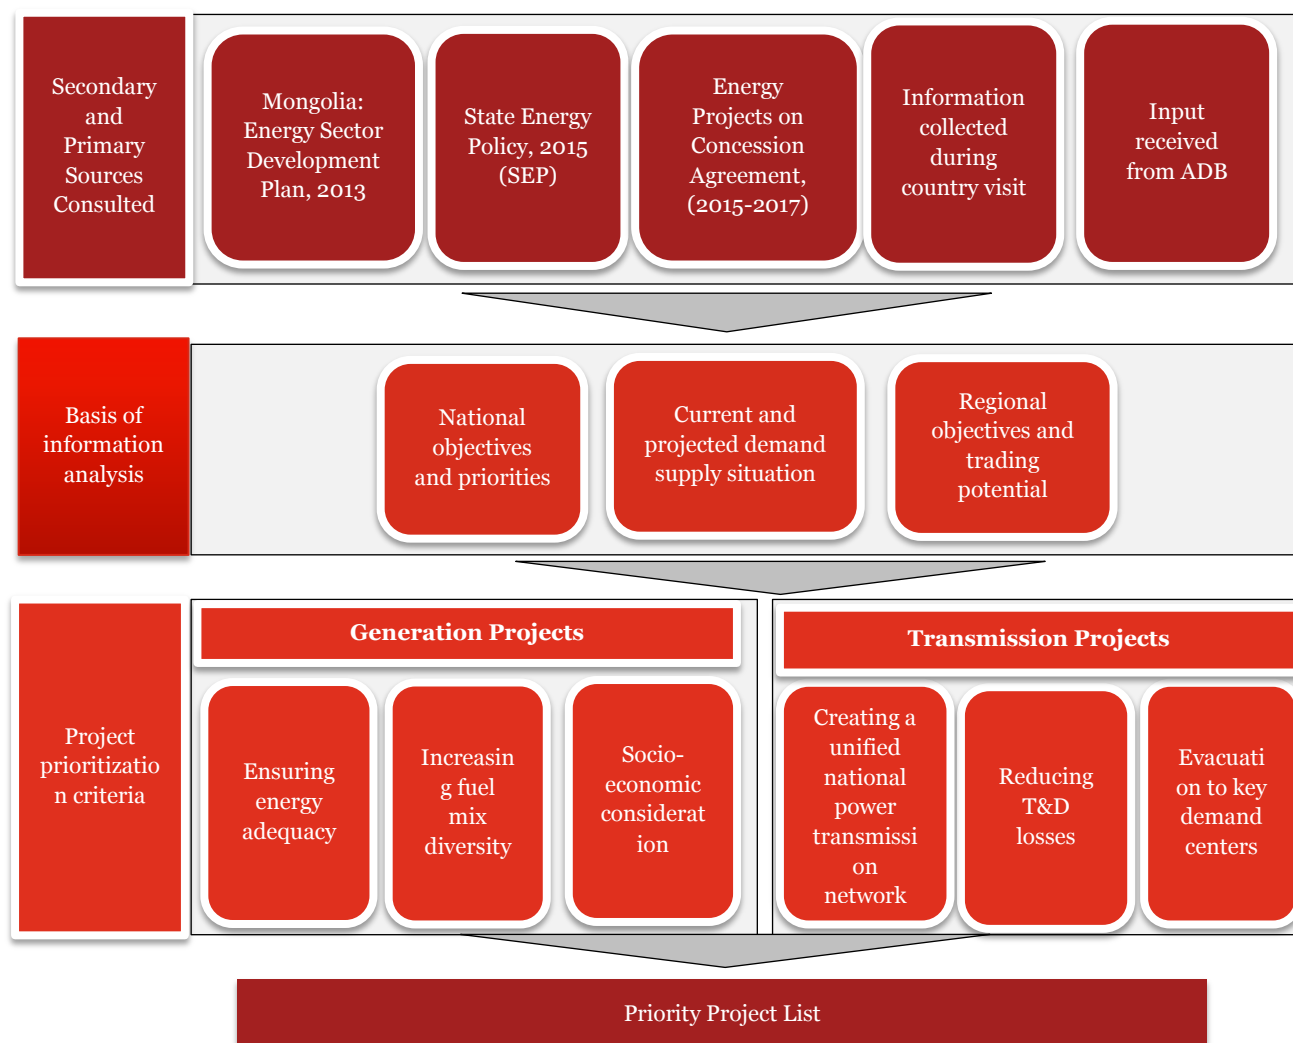 Secondary
and
Primary
Sources
Consulted
Mongolia:
Energy Sector
Development
Plan, 2013
State Energy
Policy, 2015
(SEP)
Energy
Projects on
Concession
Agreement,
(2015-2017)
Information
collected
during
country visit
Input
received
from ADB
Basis of
information
analysis
National
objectives
and priorities
Current and
projected demand
supply situation
Regional
objectives and
trading
potential
Project
prioritizatio
n criteria
Generation Projects
Ensuring
energy
adequacy
Increasin
g fuel
mix
diversity
Socio-
economic
considerat
ion
Transmission Projects
Creating a
unified
national
power
transmissi
on
network
Reducing
T&D
losses
Evacuati
on to key
demand
centers
Priority Project List